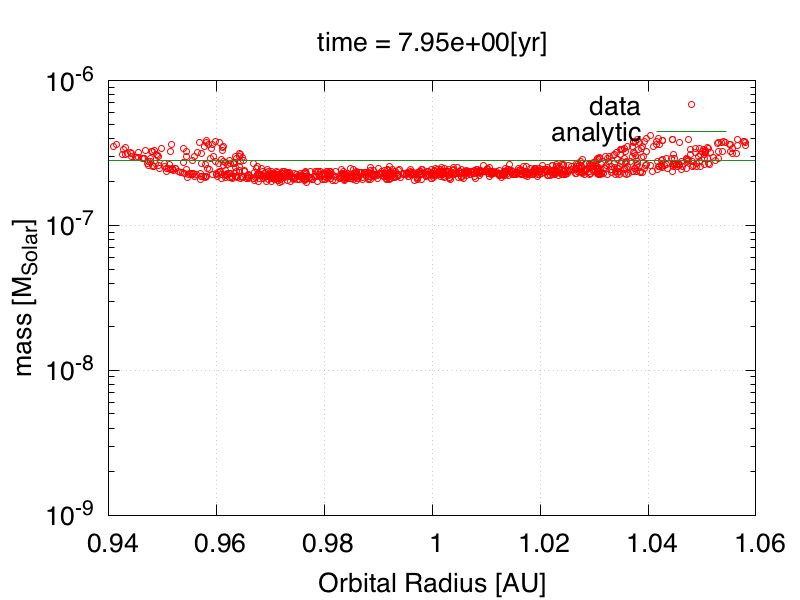 time = 7.95e+00[yr]
data
analytic
10^-6
10^-7
10^-8
10^-9
mass [M_Solar]
0.94 0.96 0.98 1 1.02 1.04 1.06
Orbital Radius [AU]